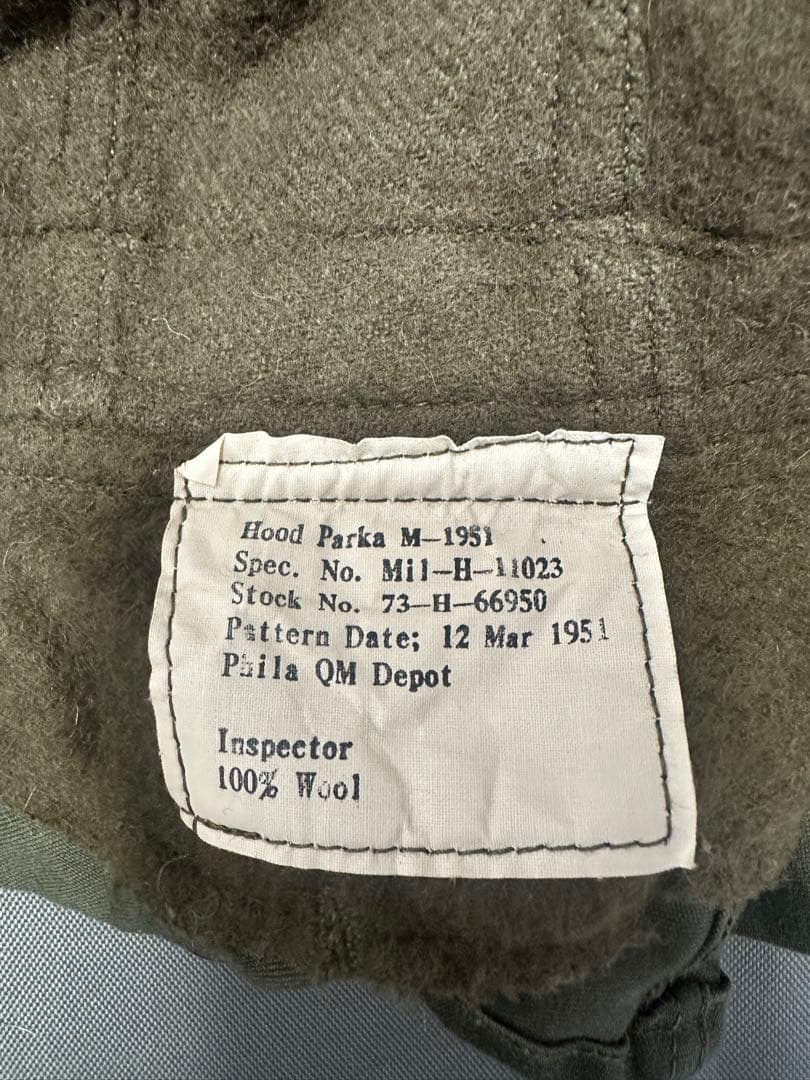 Hood Parka M-1951
Spec. No. Mil-H-11023
Stock No. 73-H-66950
Pattern Date; 12 Mar 1951
Phila QM Depot
Inspector
100% Wool